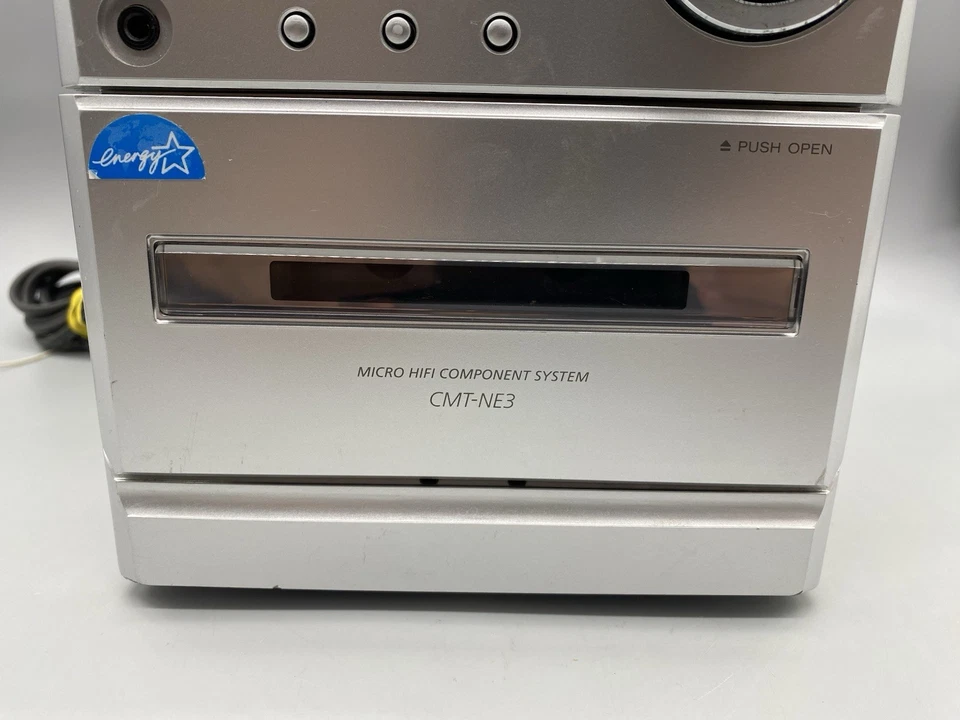 energy
⏏ PUSH OPEN
MICRO HIFI COMPONENT SYSTEM
CMT-NE3